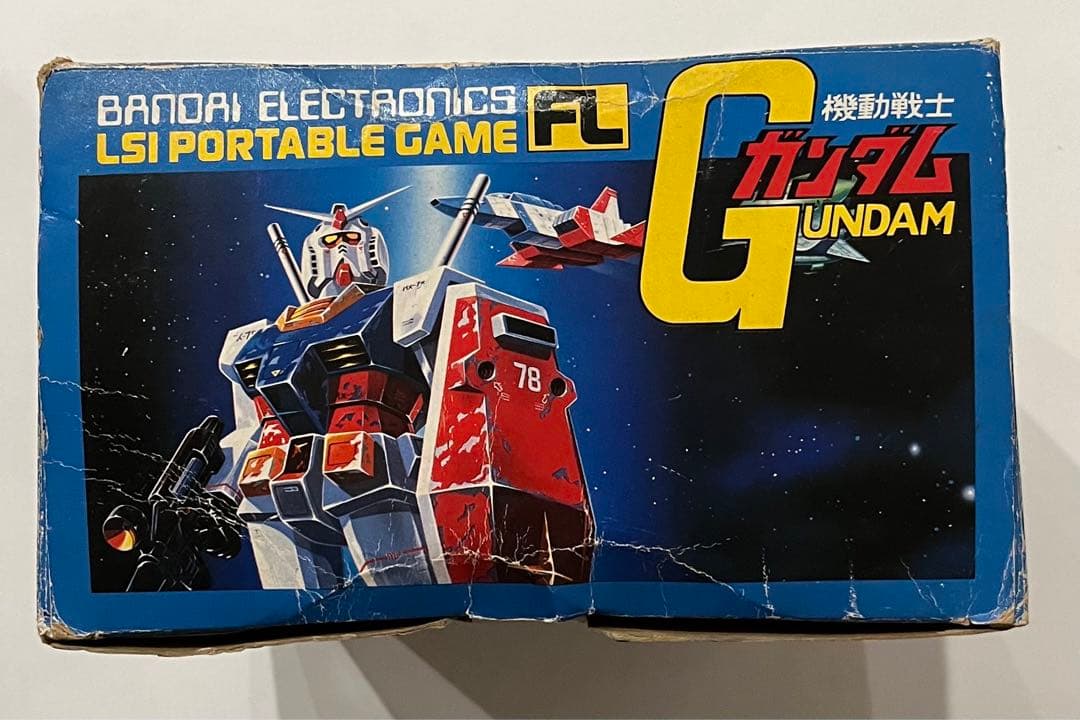 BANDAI ELECTRONICS
LSI PORTABLE GAME
FL
機動戦士
ガンダム
GUNDAM
78